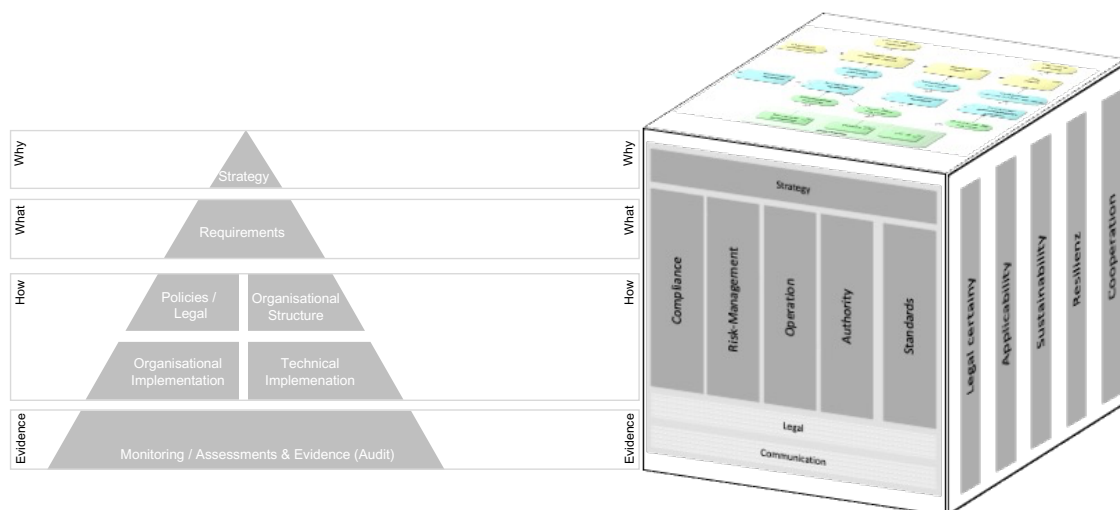 Why
Strategy
Why
What
Requirements
What
How
Policies /
Legal
Organisational
Structure
Organisational
Implementation
Technical
Implemenation
How
Evidence
Monitoring / Assessments & Evidence (Audit)
Evidence
Strategy
Compliance
Risk-Management
Operation
Authority
Standards
Legal
Communication
Legal certainy
Applicability
Sustainability
Resilienz
Cooperation